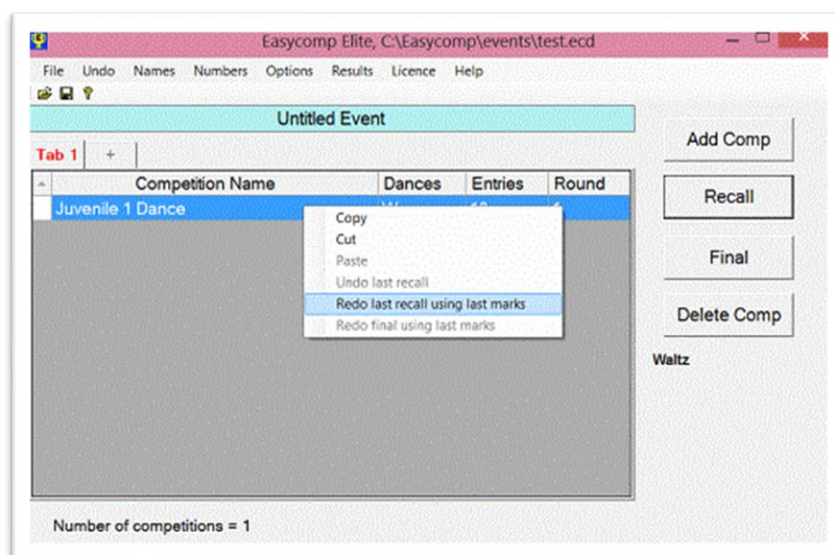 Easycomp Elite, C:\Easycomp\events\test.ecd
File Undo Names Numbers Options Results Licence Help
Untitled Event
Tab 1 +
Competition Name Dances Entries Round
Juvenile 1 Dance
Copy
Cut
Paste
Undo last recall
Redo last recall using last marks
Redo final using last marks
Add Comp
Recall
Final
Delete Comp
Waltz
Number of competitions = 1